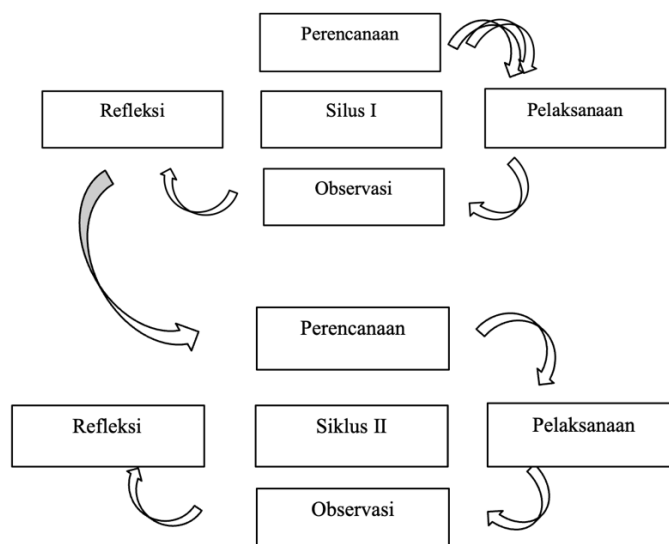 Perencanaan
Refleksi
Silus I
Pelaksanaan
Observasi
Perencanaan
Refleksi
Siklus II
Pelaksanaan
Observasi